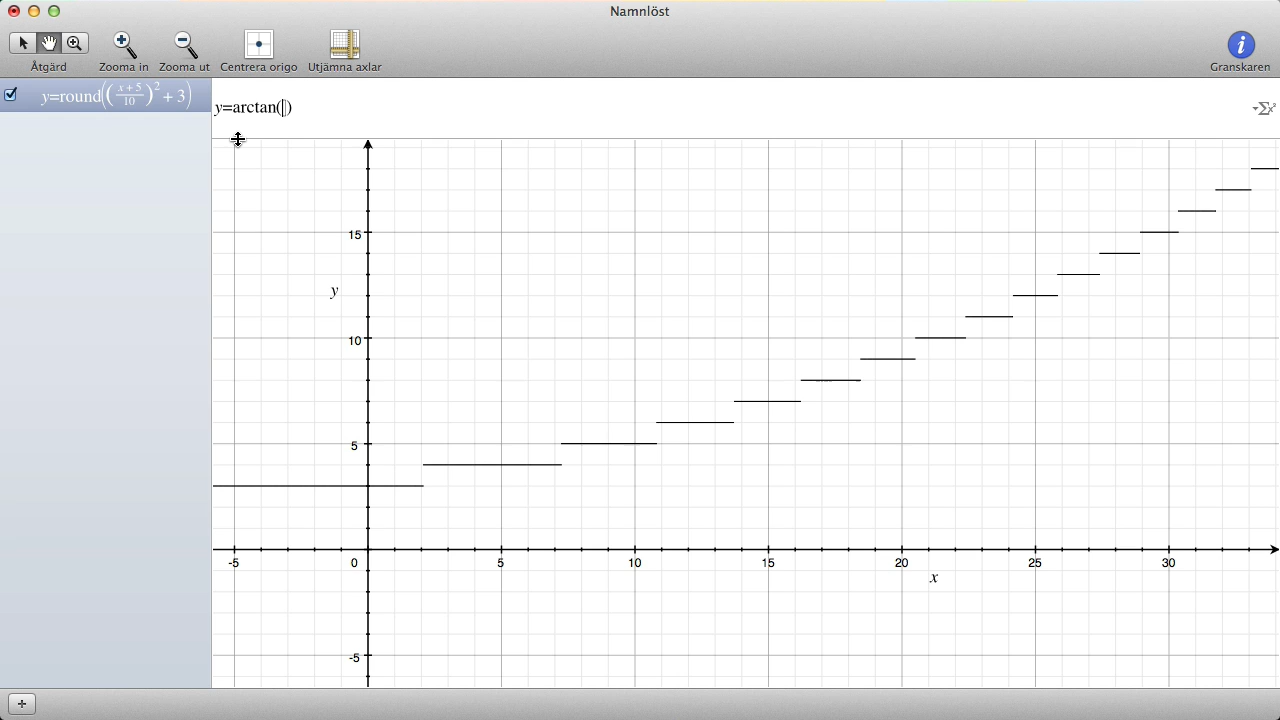 Namnlöst
Åtgärd Zooma in Zooma ut Centrera origo Utjämna axlar Granskaren
y=round((x+5/10)²+3)
y=arctan()
Σx²
15
y
10
5
-5 0 5 10 15 20 25 30
x
-5